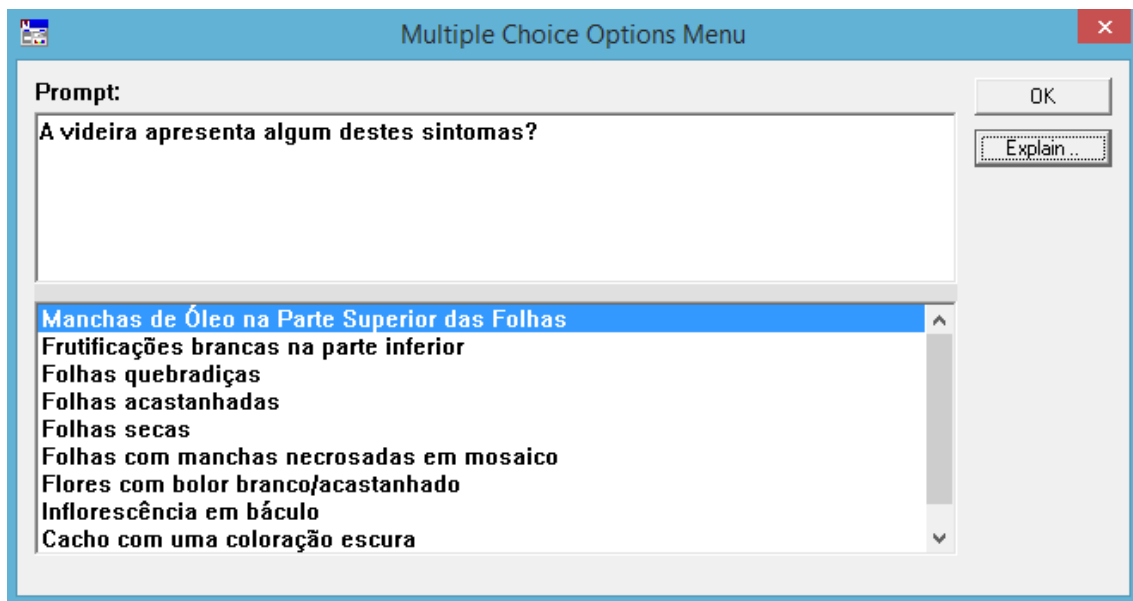 Multiple Choice Options Menu
Prompt:
OK
A videira apresenta algum destes sintomas?
Explain ..
Manchas de Óleo na Parte Superior das Folhas
Frutificações brancas na parte inferior
Folhas quebradiças
Folhas acastanhadas
Folhas secas
Folhas com manchas necrosadas em mosaico
Flores com bolor branco/acastanhado
Inflorescência em báculo
Cacho com uma coloração escura